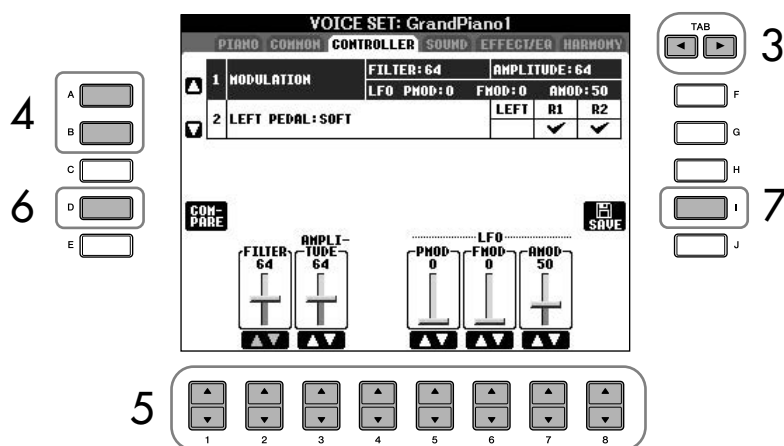 VOICE SET: GrandPiano1
PIANO COMMON CONTROLLER SOUND EFFECT/EQ HARMONY
TAB
3
1 MODULATION FILTER:64 AMPLITUDE:64
LFO PMOD:0 FMOD:0 AMOD:50
2 LEFT PEDAL:SOFT LEFT R1 R2
4
A
B
C
6
D
E
F
G
H
I
7
J
COM-
PARE
SAVE
FILTER
64
AMPLI-
TUDE
64
LFO
PMOD FMOD AMOD
0 0 50
5
1 2 3 4 5 6 7 8